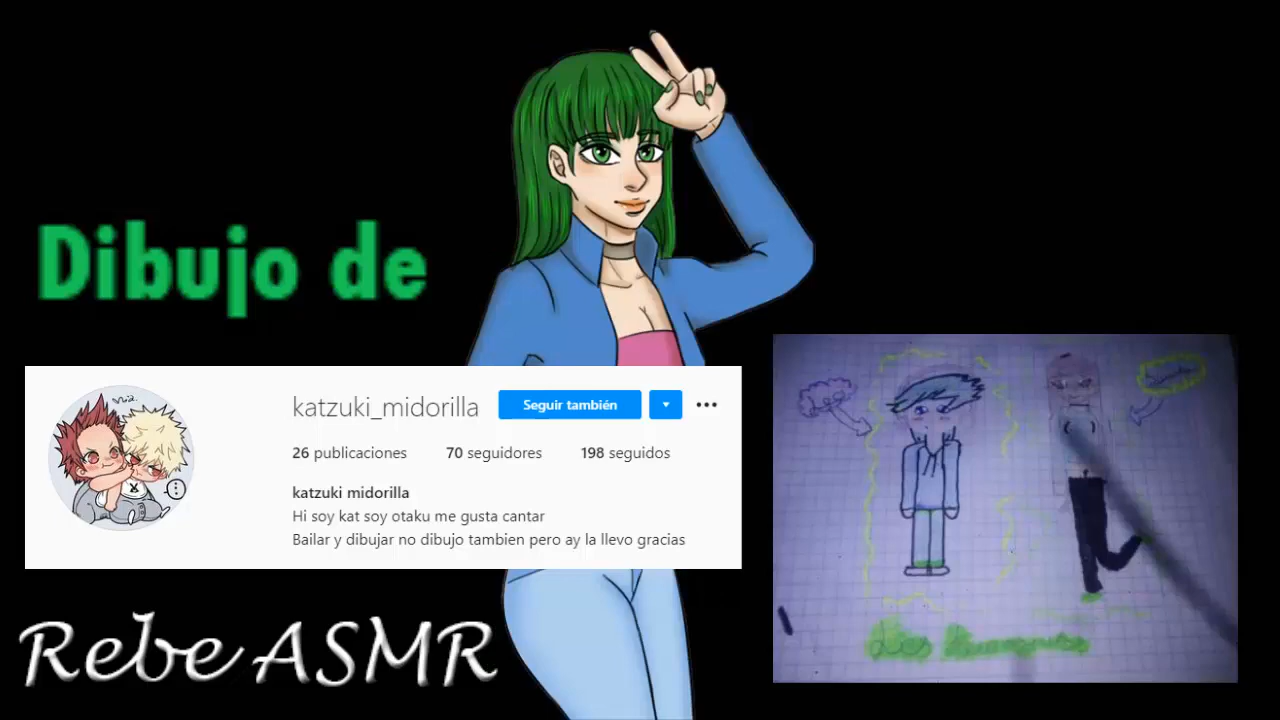 Dibujo de
katzuki_midorilla
Seguir también
26 publicaciones 70 seguidores 198 seguidos
katzuki midorilla
Hi soy kat soy otaku me gusta cantar
Bailar y dibujar no dibujo tambien pero ay la llevo gracias
Rebe ASMR